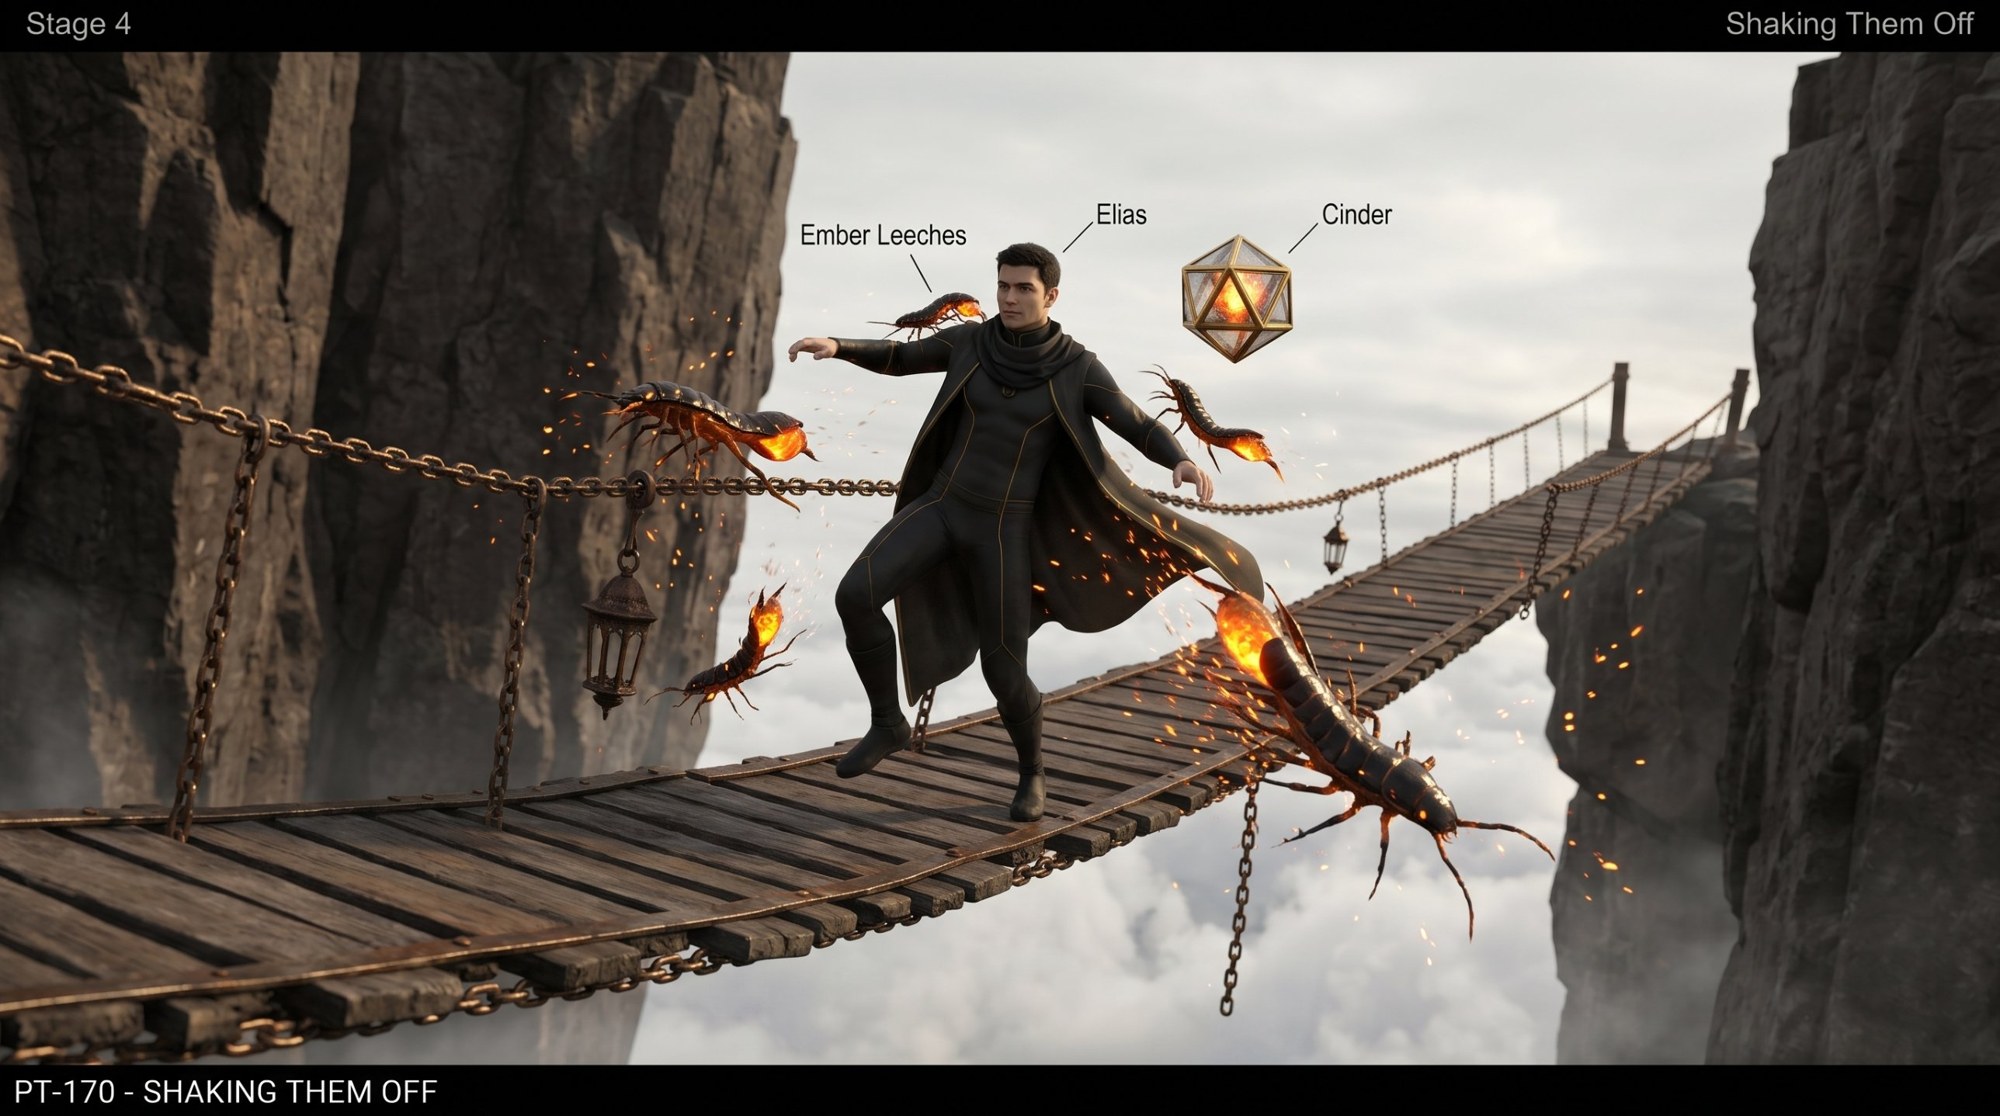 Stage 4
Shaking Them Off
Elias
Cinder
Ember Leeches
PT-170 - SHAKING THEM OFF